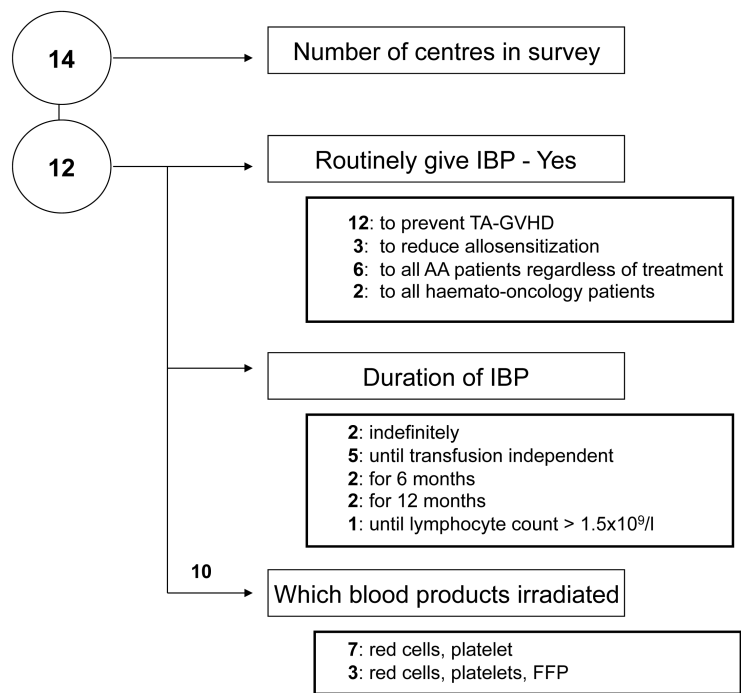 14
Number of centres in survey
12
Routinely give IBP - Yes
12: to prevent TA-GVHD
3: to reduce allosensitization
6: to all AA patients regardless of treatment
2: to all haemato-oncology patients
Duration of IBP
2: indefinitely
5: until transfusion independent
2: for 6 months
2: for 12 months
1: until lymphocyte count > 1.5x10⁹/l
10
Which blood products irradiated
7: red cells, platelet
3: red cells, platelets, FFP